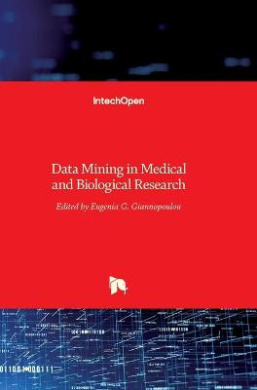 IntechOpen
Data Mining in Medical
and Biological Research
Edited by Eugenia G. Giannopoulou